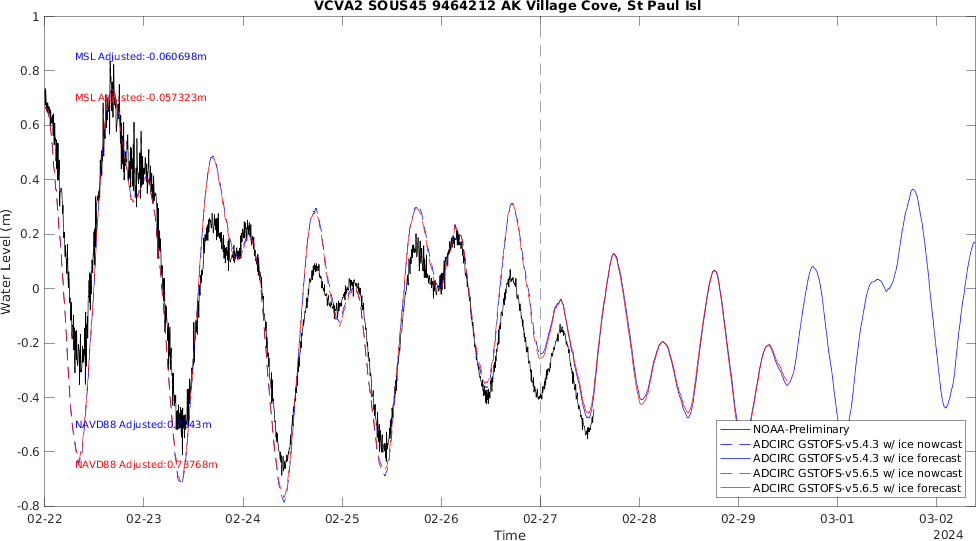 VCVA2 SOUS45 9464212 AK Village Cove, St Paul Isl
1
0.8
0.6
0.4
0.2
0
-0.2
-0.4
-0.6
-0.8
Water Level (m)
MSL Adjusted:-0.060698m
MSL Adjusted:-0.057323m
NAVD88
NAVD88 Adjusted:0.73768m
NOAA-Preliminary
ADCIRC GSTOFS-v5.4.3 w/ ice nowcast
ADCIRC GSTOFS-v5.4.3 w/ ice forecast
ADCIRC GSTOFS-v5.6.5 w/ ice nowcast
ADCIRC GSTOFS-v5.6.5 w/ ice forecast
02-22 02-23 02-24 02-25 02-26 02-27 02-28 02-29 03-01 03-02
2024
Time